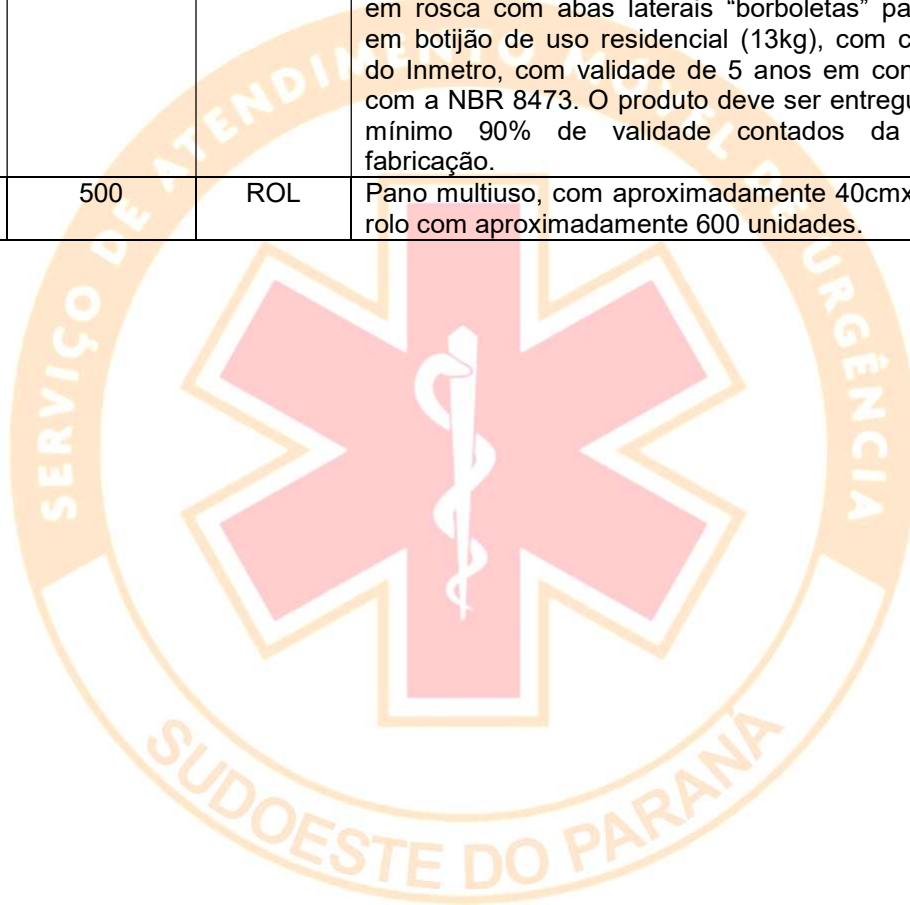 em rosca com abas laterais “borboletas” pa
em botijão de uso residencial (13kg), com c
do Inmetro, com validade de 5 anos em con
com a NBR 8473. O produto deve ser entregu
mínimo 90% de validade contados da
fabricação.
500 ROL Pano multiuso, com aproximadamente 40cmx
rolo com aproximadamente 600 unidades.
SERVIÇO DE ATENDIMENTO MÓVEL DE URGÊNCIA
SUDOESTE DO PARANÁ